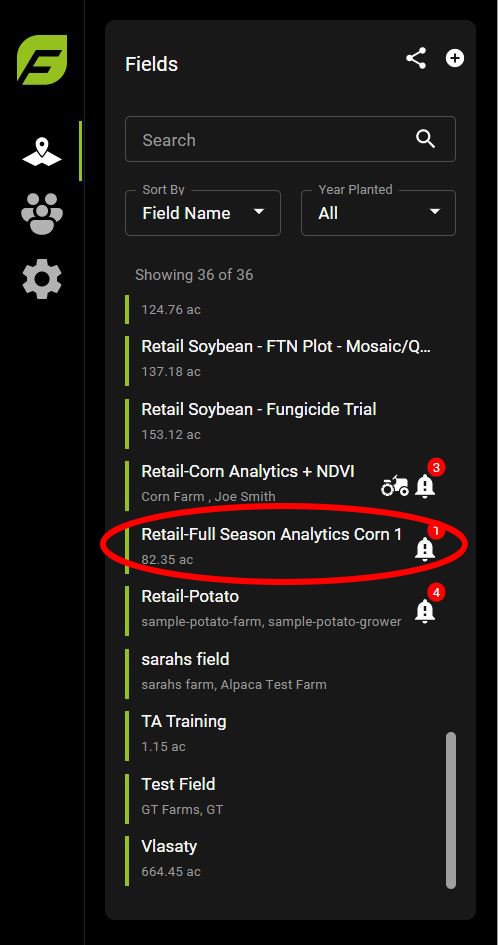 Fields
Search
Sort By
Year Planted
Field Name
All
Showing 36 of 36
124.76 ac
Retail Soybean - FTN Plot - Mosaic/Q...
137.18 ac
Retail Soybean - Fungicide Trial
153.12 ac
3
Retail-Corn Analytics + NDVI
Corn Farm , Joe Smith
1
Retail-Full Season Analytics Corn 1
82.35 ac
4
Retail-Potato
sample-potato-farm, sample-potato-grower
sarahs field
sarahs farm, Alpaca Test Farm
TA Training
1.15 ac
Test Field
GT Farms, GT
Vlasaty
664.45 ac